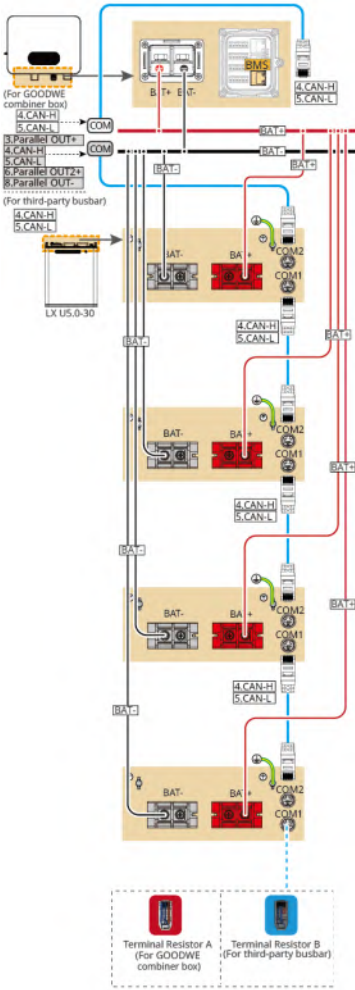 BMS
BAT+ BAT-
4.CAN-H
5.CAN-L
(For GOODWE
combiner box)
4.CAN-H
5.CAN-L
COM
BAT+
3.Parallel OUT+
4.CAN-H
5.CAN-L
6.Parallel OUT2+
8.Parallel OUT-
COM
BAT-
BAT-
BAT+
(For third-party busbar)
4.CAN-H
5.CAN-L
LX U5.0-30
BAT-
BAT+
COM2
COM1
4.CAN-H
5.CAN-L
BAT+
BAT-
BAT-
BAT+
COM2
COM1
BAT+
4.CAN-H
5.CAN-L
BAT-
BAT-
BAT+
COM2
COM1
BAT+
4.CAN-H
5.CAN-L
BAT-
BAT-
BAT+
COM2
COM1
Terminal Resistor A
(For GOODWE
combiner box)
Terminal Resistor B
(For third-party busbar)